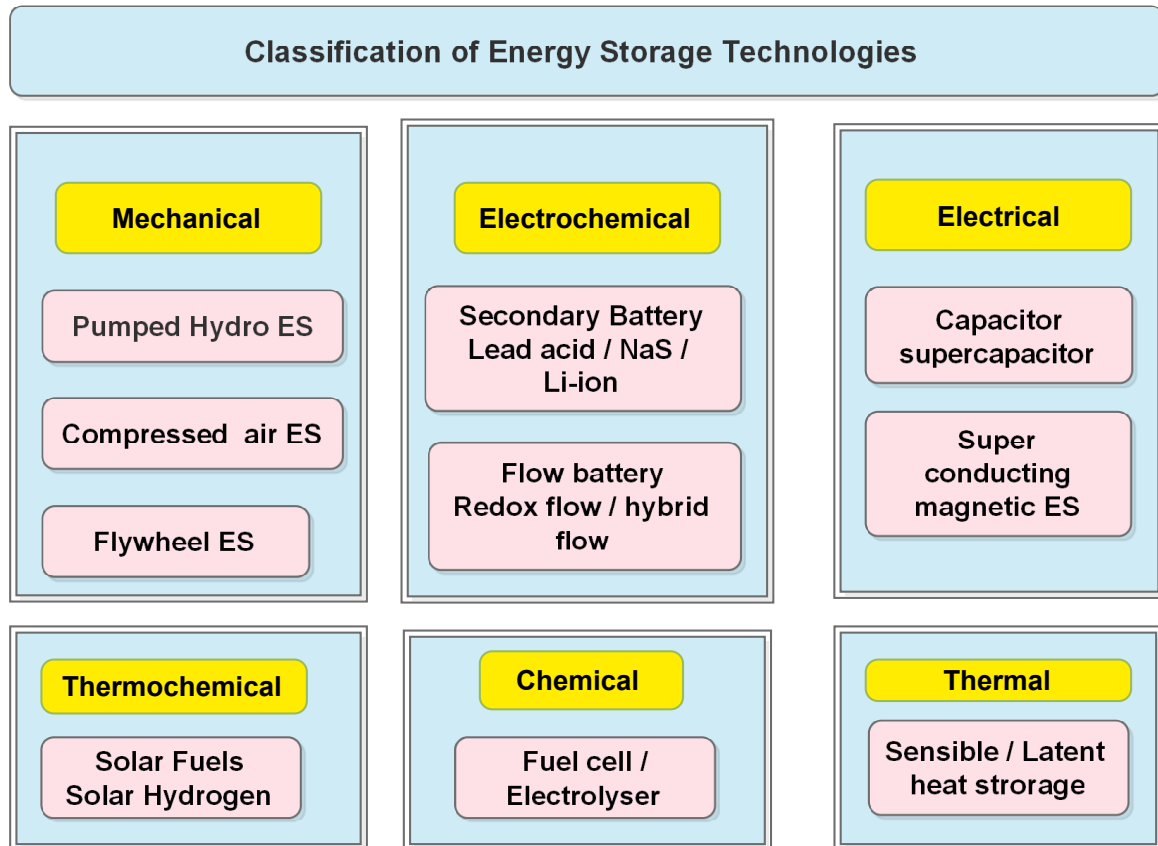 Classification of Energy Storage Technologies
Mechanical
Pumped Hydro ES
Compressed air ES
Flywheel ES
Electrochemical
Secondary Battery
Lead acid / NaS /
Li-ion
Flow battery
Redox flow / hybrid
flow
Electrical
Capacitor
supercapacitor
Super
conducting
magnetic ES
Thermochemical
Solar Fuels
Solar Hydrogen
Chemical
Fuel cell /
Electrolyser
Thermal
Sensible / Latent
heat strorage